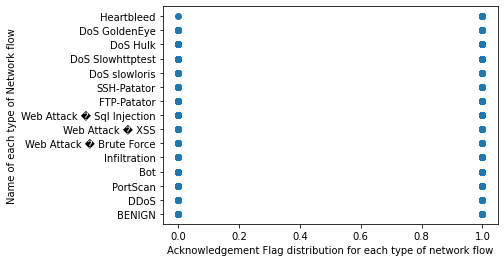 Name of each type of Network flow
Heartbleed
DoS GoldenEye
DoS Hulk
DoS Slowhttptest
DoS slowloris
SSH-Patator
FTP-Patator
Web Attack � Sql Injection
Web Attack � XSS
Web Attack � Brute Force
Infiltration
Bot
PortScan
DDoS
BENIGN
0.0 0.2 0.4 0.6 0.8 1.0
Acknowledgement Flag distribution for each type of network flow